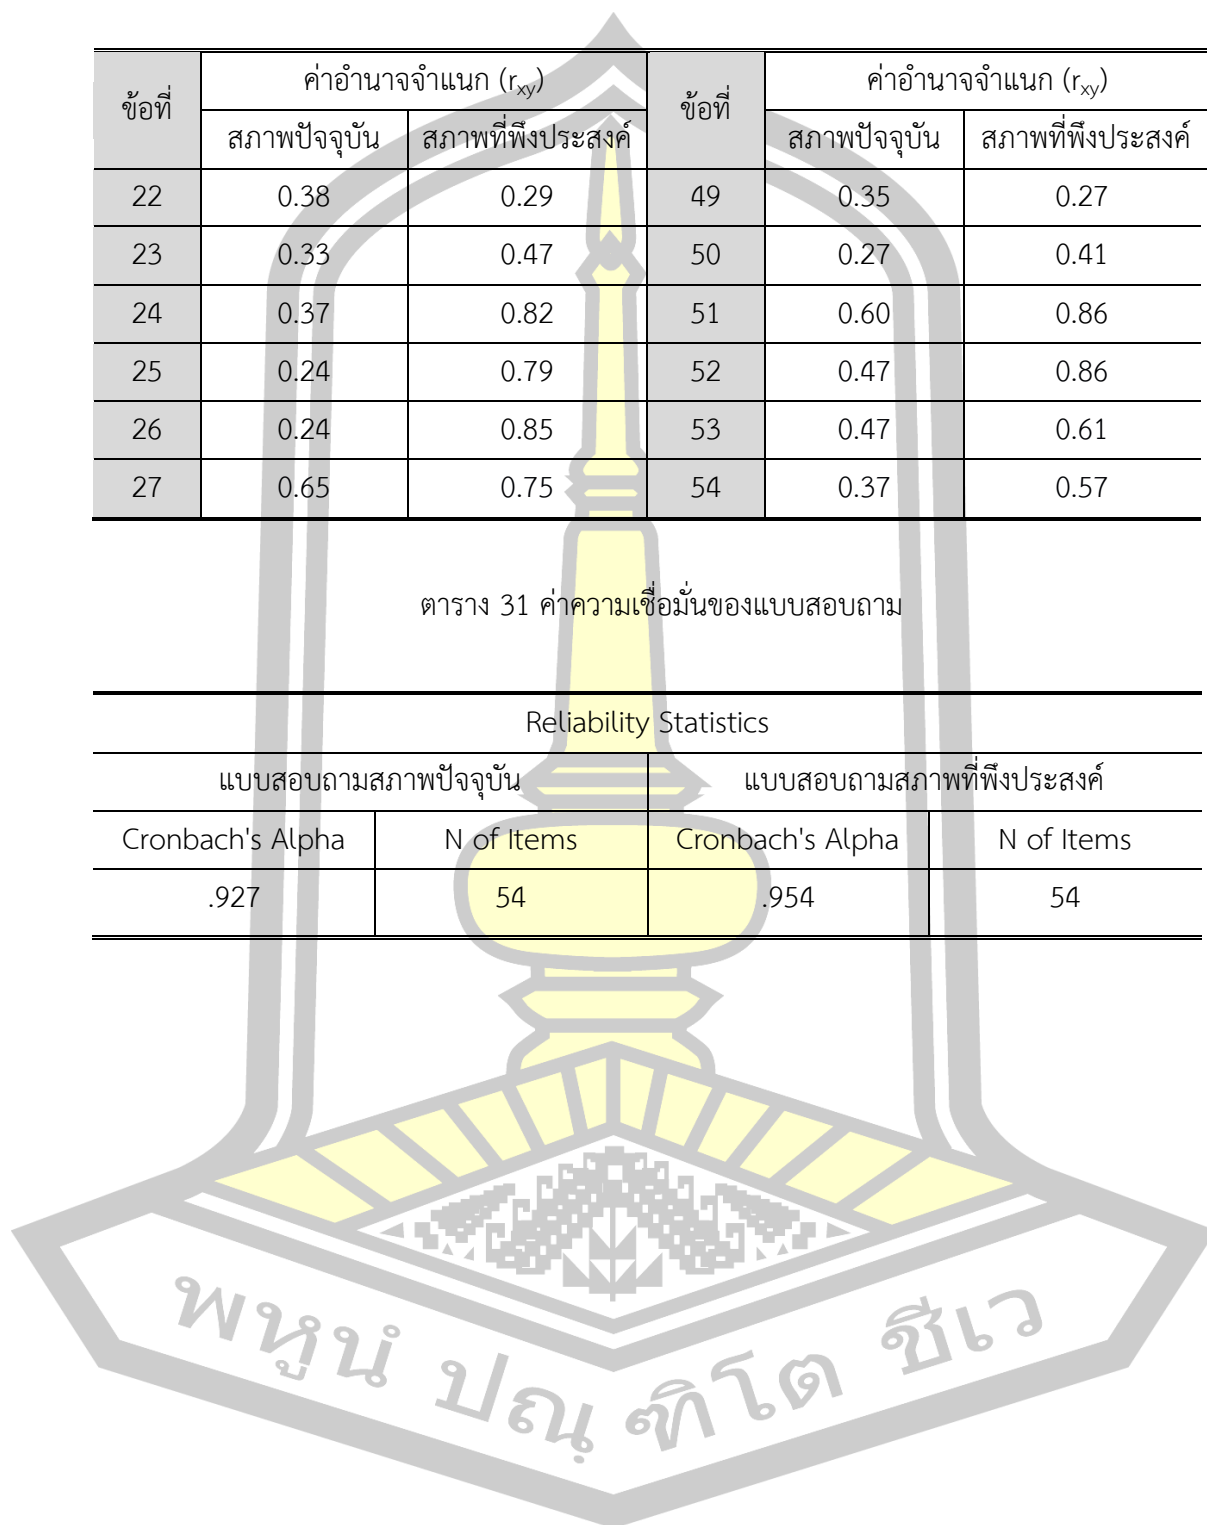 ข้อที่ ค่าอำนาจจำแนก (rxy) ข้อที่ ค่าอำนาจจำแนก (rxy)
สภาพปัจจุบัน สภาพที่พึงประสงค์ สภาพปัจจุบัน สภาพที่พึงประสงค์
22 0.38 0.29 49 0.35 0.27
23 0.33 0.47 50 0.27 0.41
24 0.37 0.82 51 0.60 0.86
25 0.24 0.79 52 0.47 0.86
26 0.24 0.85 53 0.47 0.61
27 0.65 0.75 54 0.37 0.57
ตาราง 31 ค่าความเชื่อมั่นของแบบสอบถาม
Reliability Statistics
แบบสอบถามสภาพปัจจุบัน แบบสอบถามสภาพที่พึงประสงค์
Cronbach's Alpha N of Items Cronbach's Alpha N of Items
.927 54 .954 54
พหูนํ ปณฺฑิโต ชีเว